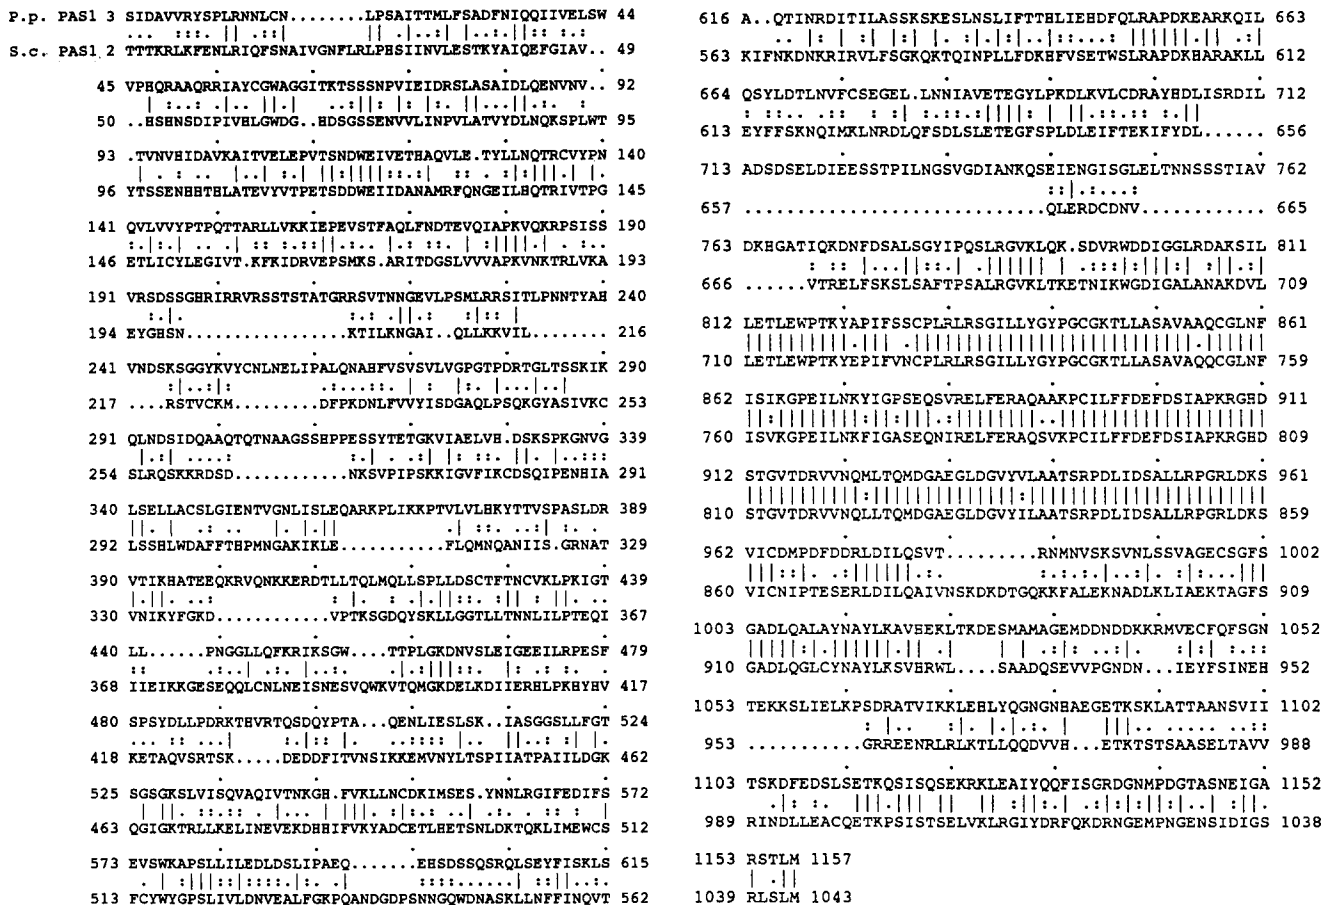 P.p. PAS1 3 SIDAVVRYSPLRNNLCN.........LPSAITTMLFSADFNIQQIIVELSW 44
S.c. PAS1 2 TTTKRLKFENLRIQFSNAIVGNFLRLPHSIINVLESTKYAIQEFGIAV.. 49
45 VPHQRAAQRRIAYCGWAGGITKTSSSNPVIEIDRSLASAIDLQENVNV.. 92
50 ..HSHNSDIPIVHLGWDG..HDSGSSENVVLINPVLATVYDLNQKSPLWT 95
93 .TVNVHIDAVKAITVELEPVTSNDWEIVETHAQVLE.TYLLNQTRCVYPN 140
96 YTSSENHHTHLATEVYVTPETSDDWEIIDANAMRFQNGEILHQTRIVTPG 145
141 QVLVVYPTPQTTARLLVKKIEPEVSTFAQLFNDTEVQIAPKVQKRPSISS 190
146 ETLICYLEGIVT.KFKIDRVEPSMKS.ARITDGSLVVVAPKVNKTRLVKA 193
191 VRSDSSGHRIRRVRSSTSTATGRRSVTNNGEVLPSMLRRSITLPNNTYAH 240
194 EYGHSN.................KTILKNGAI..QLLKKVIL........ 216
241 VNDSKSGGYKVYCNLNELIPALQNAHFVSVSVLVGPGTPDRTGLTSSKIK 290
217 ....RSTVCKM.........DFPKDNLFVVYISDGAQLPSQKGYASIVKC 253
291 QLNDSIDQAAQTQTNAAGSSHPPESSYTETGKVIAELVH.DSKSPKGNVG 339
254 SLRQSKKRDSD............NKSVPIPSKKIGVFIKCDSQIPENHIA 291
340 LSELLACSLGIENTVGNLISLEQARKPLIKKPTVLVLHKYTTVSPASLDR 389
292 LSSHLWDAFFTHPMNGAKIKLE...........FLQMNQANIIS.GRNAT 329
390 VTIKHATEEQKRVQNKKERDTLLTQLMQLLSPLLDSCTFTNCVKLPKIGT 439
330 VNIKYFGKD............VPTKSGDQYSKLLGGTLLTNNLILPTEQI 367
440 LL......PNGGLLQFKRIKSGW....TTPLGKDNVSLEIGEEILRPESF 479
368 IIEIKKGESEQQLCNLNEISNESVQWKVTQMGKDELKDIIERHLPKHYHV 417
480 SPSYDLLPDRKTHVRTQSDQYPTA...QENLIESLSK..IASGGSLLFGT 524
418 KETAQVSRTSK.....DEDDFITVNSIKKEMVNYLTSPIIATPAIILDGK 462
525 SGSGKSLVISQVAQIVTNKGH.FVKLLNCDKIMSES.YNNLRGIFEDIFS 572
463 QGIGKTRLLKELINEVEKDHHIFVKYADCETLHETSNLDKTQKLIMEWCS 512
573 EVSWKAPSLLILEDLDSLIPAEQ.......EHSDSSQSRQLSEYFISKLS 615
513 FCYWYGPSLIVLDNVEALFGKPQANDGDPSNNGQWDNASKLLNFFINQVT 562
616 A..QTINRDITILASSKSKESLNSLIFTTHLIEHDFQLRAPDKEARKQIL 663
563 KIFNKDNKRIRVLFSGKQKTQINPLLFDKHFVSETWSLRAPDKHARAKLL 612
664 QSYLDTLNVFCSEGEL.LNNIAVETEGYLPKDLKVLCDRAYHDLISRDIL 712
613 EYFFSKNQIMKLNRDLQFSDLSLETEGFSPLDLEIFTEKIFYDL...... 656
713 ADSDSELDIEESSTPILNGSVGDIANKQSEIENGISGLELTNNSSSTIAV 762
657 .............................QLERDCDNV............ 665
763 DKHGATIQKDNFDSALSGYIPQSLRGVKLQK.SDVRWDDIGGLRDAKSIL 811
666 ......VTRELFSKSLSAFTPSALRGVKLTKETNIKWGDIGALANAKDVL 709
812 LETLEWPTKYAPIFSSCPLRLRSGILLYGYPGCGKTLLASAVAAQCGLNF 861
710 LETLEWPTKYEPIFVNCPLRLRSGILLYGYPGCGKTLLASAVAQQCGLNF 759
862 ISIKGPEILNKYIGPSEQSVRELFERAQAAKPCILFFDEFDSIAPKRGHD 911
760 ISVKGPEILNKFIGASEQNIRELFERAQSVKPCILFFDEFDSIAPKRGHD 809
912 STGVTDRVVNQMLTQMDGAEGLDGVYVLAATSRPDLIDSALLRPGRLDKS 961
810 STGVTDRVVNQLLTQMDGAEGLDGVYILAATSRPDLIDSALLRPGRLDKS 859
962 VICDMPDFDDRLDILQSVT.........RNMNVSKSVNLSSVAGECSGFS 1002
860 VICNIPTESERLDILQAIVNSKDKDTGQKKFALEKNADLKLIAEKTAGFS 909
1003 GADLQALAYNAYLKAVHEKLTKDESMAMAGEMDDNDDKKRMVECFQFSGN 1052
910 GADLQGLCYNAYLKSVHRWL....SAADQSEVVPGNDN...IEYFSINEH 952
1053 TEKKSLIELKPSDRATVIKKLEHLYQGNGNHAEGETKSKLATTAANSVII 1102
953 ...........GRREENRLRLKTLLQQDVVH...ETKTSTSAASELTAVV 988
1103 TSKDFEDSLSETKQSISQSEKRKLEAIYQQFISGRDGNMPDGTASNEIGA 1152
989 RINDLLEACQETKPSISTSELVKLRGIYDRFQKDRNGEMPNGENSIDIGS 1038
1153 RSTLM 1157
1039 RLSLM 1043